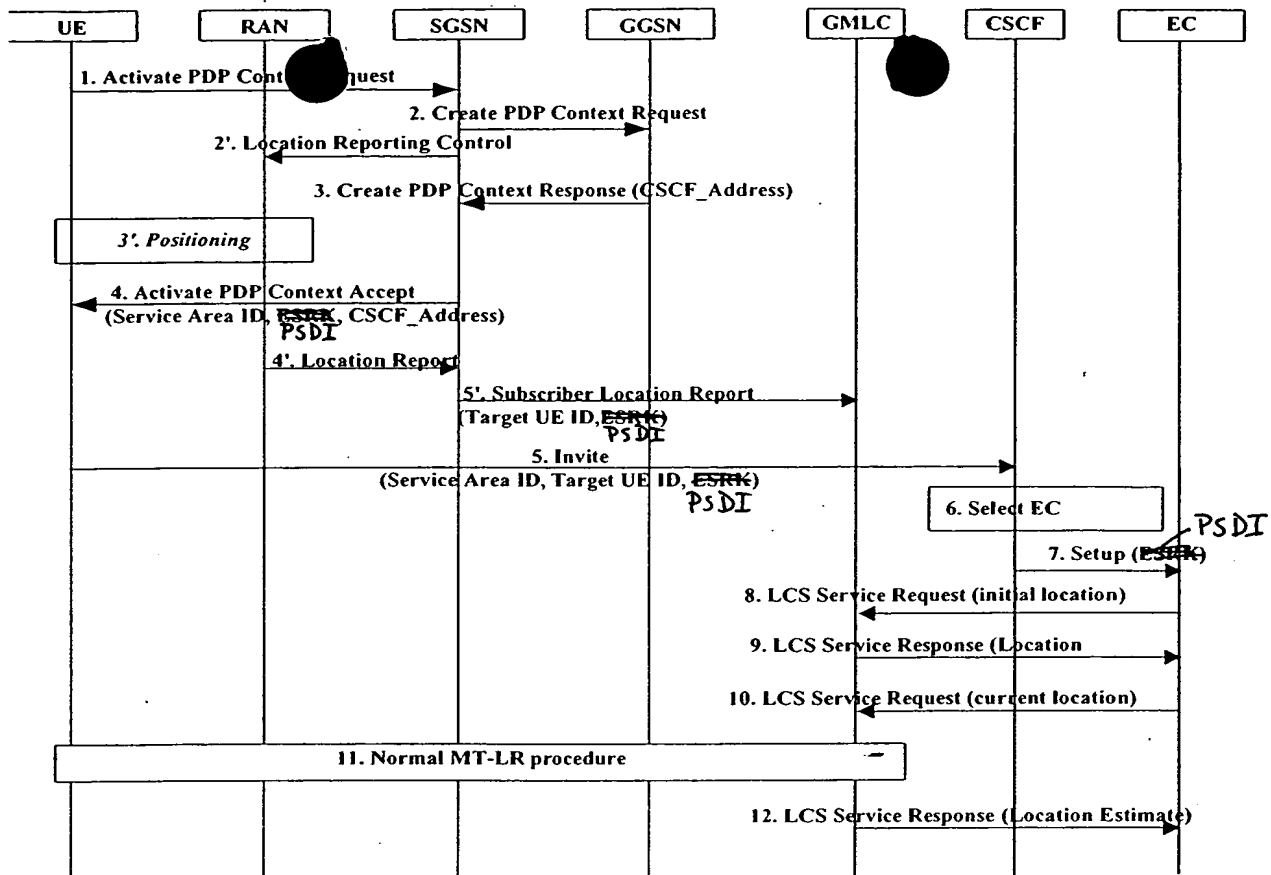 UE RAN SGSN GGSN GMLC CSCF EC
1. Activate PDP Cont quest
2. Create PDP Context Request
2'. Location Reporting Control
3. Create PDP Context Response (CSCF_Address)
3'. Positioning
4. Activate PDP Context Accept
(Service Area ID, ESRK, CSCF_Address)
PSDI
4'. Location Report
5'. Subscriber Location Report
(Target UE ID,ESRK)
PSDI
5. Invite
(Service Area ID, Target UE ID, ESRK)
PSDI
6. Select EC
PSDI
7. Setup (ESRK)
8. LCS Service Request (initial location)
9. LCS Service Response (Location
10. LCS Service Request (current location)
11. Normal MT-LR procedure
12. LCS Service Response (Location Estimate)